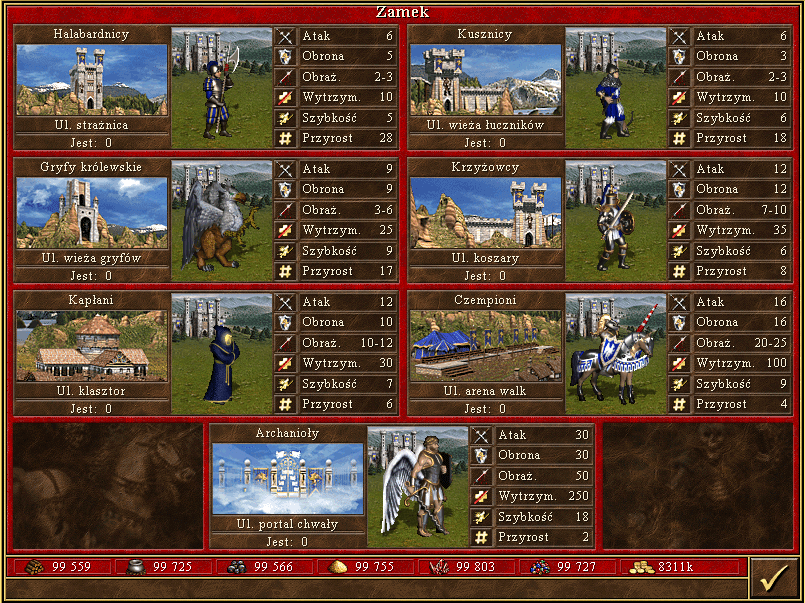 Zamek
Halabardnicy
Atak 6
Obrona 5
Obraż. 2-3
Wytrzym. 10
Szybkość 5
Przyrost 28
Ul. strażnica
Jest: 0
Kusznicy
Atak 6
Obrona 3
Obraż. 2-3
Wytrzym. 10
Szybkość 6
Przyrost 18
Ul. wieża łuczników
Jest: 0
Gryfy królewskie
Atak 9
Obrona 9
Obraż. 3-6
Wytrzym. 25
Szybkość 9
Przyrost 17
Ul. wieża gryfów
Jest: 0
Krzyżowcy
Atak 12
Obrona 12
Obraż. 7-10
Wytrzym. 35
Szybkość 6
Przyrost 8
Ul. koszary
Jest: 0
Kapłani
Atak 12
Obrona 10
Obraż. 10-12
Wytrzym. 30
Szybkość 7
Przyrost 6
Ul. klasztor
Jest: 0
Czempioni
Atak 16
Obrona 16
Obraż. 20-25
Wytrzym. 100
Szybkość 9
Przyrost 4
Ul. arena walk
Jest: 0
Archanioły
Atak 30
Obrona 30
Obraż. 50
Wytrzym. 250
Szybkość 18
Przyrost 2
Ul. portal chwały
Jest: 0
99 559 99 725 99 566 99 755 99 803 99 727 8311k